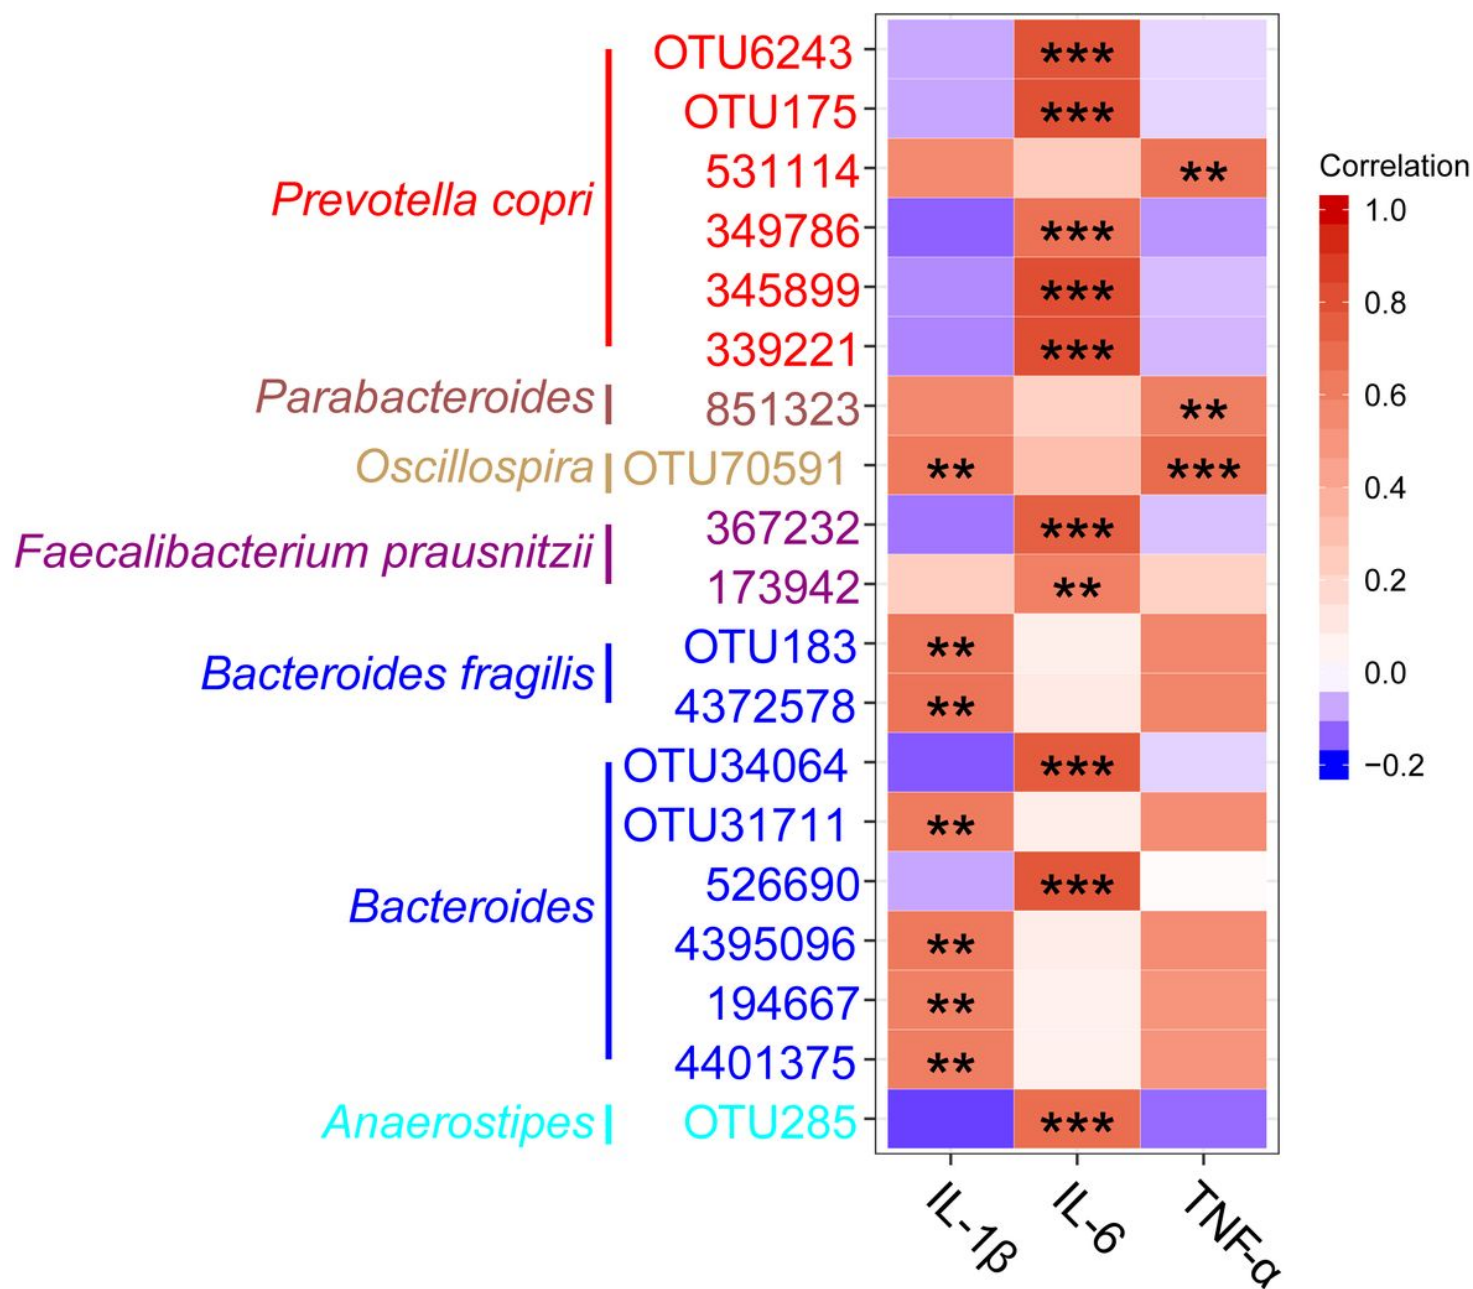 OTU6243 ***
OTU175 ***
Prevotella copri
531114 **
349786 ***
345899 ***
339221 ***
Parabacteroides 851323 **
Oscillospira OTU70591 ** ***
Faecalibacterium prausnitzii
367232 ***
173942 **
Bacteroides fragilis
OTU183 **
4372578 **
Bacteroides
OTU34064 ***
OTU31711 **
526690 ***
4395096 **
194667 **
4401375 **
Anaerostipes OTU285 ***
IL-1β
IL-6
TNF-α
Correlation
1.0
0.8
0.6
0.4
0.2
0.0
−0.2